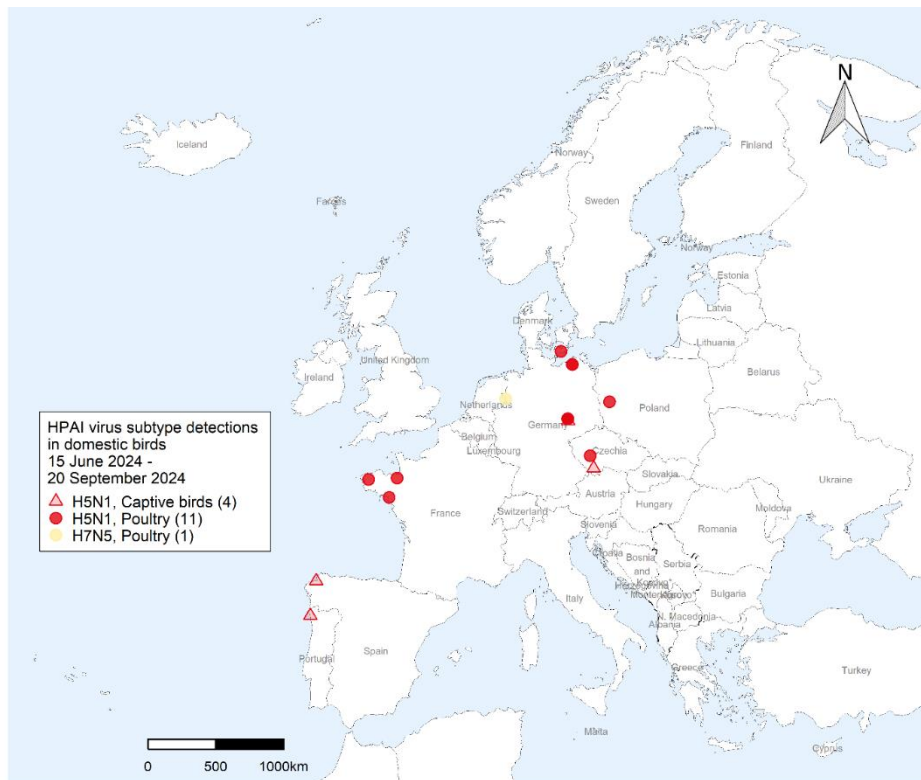 N
Iceland
Norway
Finland
Faroes
Sweden
Norway
Estonia
Latvia
Denmark
Lithuania
United Kingdom
Ireland
Belarus
Netherlands
Poland
Germany
Belgium
Luxembourg
Czechia
Slovakia
Ukraine
Austria
Hungary
Moldova
France
Switzerland
Slovenia
Romania
Croatia
Bosnia
and
Herzegovina
Serbia
Kosovo*
Montenegro
Bulgaria
Italy
N. Macedonia
Albania
Portugal
Spain
Greece
Turkey
Malta
Cyprus
HPAI virus subtype detections
in domestic birds
15 June 2024 -
20 September 2024
H5N1, Captive birds (4)
H5N1, Poultry (11)
H7N5, Poultry (1)
0 500 1000km